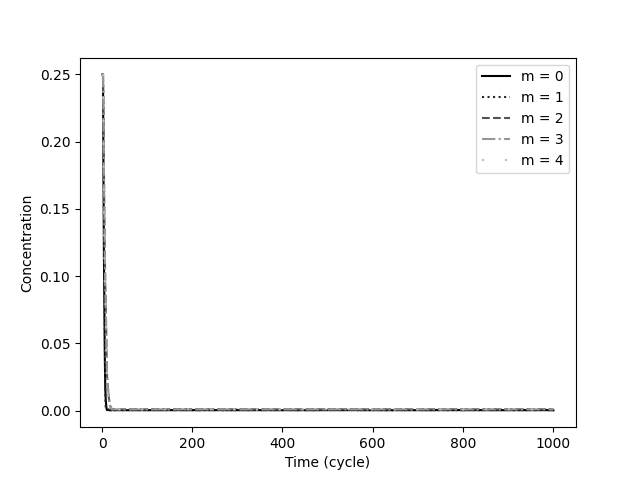 0.25
0.20
0.15
0.10
0.05
0.00
Concentration
0
200
400
600
800
1000
Time (cycle)
m = 0
m = 1
m = 2
m = 3
m = 4